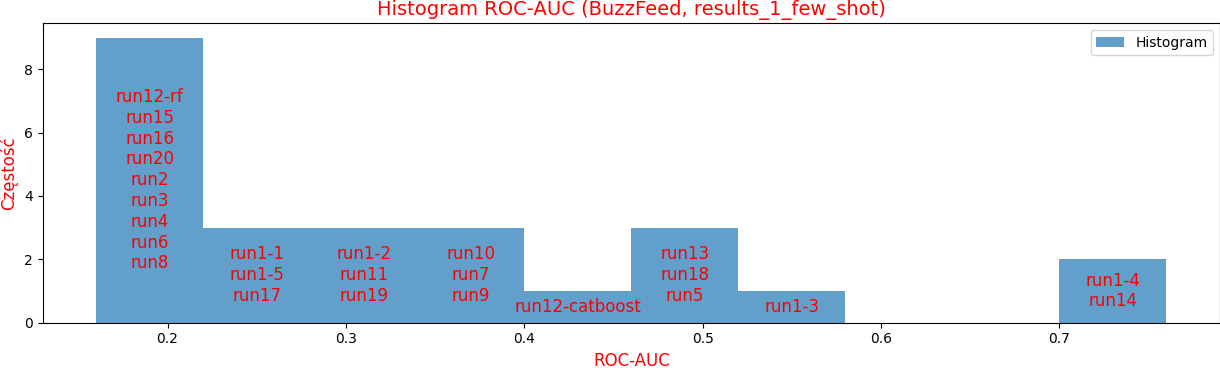 Histogram ROC-AUC (BuzzFeed, results_1_few_shot)
Histogram
Częstość
8
6
4
2
0
run12-rf
run15
run16
run20
run2
run3
run4
run6
run8
run1-1
run1-5
run17
run1-2
run11
run19
run10
run7
run9
run12-catboost
run13
run18
run5
run1-3
run1-4
run14
0.2 0.3 0.4 0.5 0.6 0.7
ROC-AUC